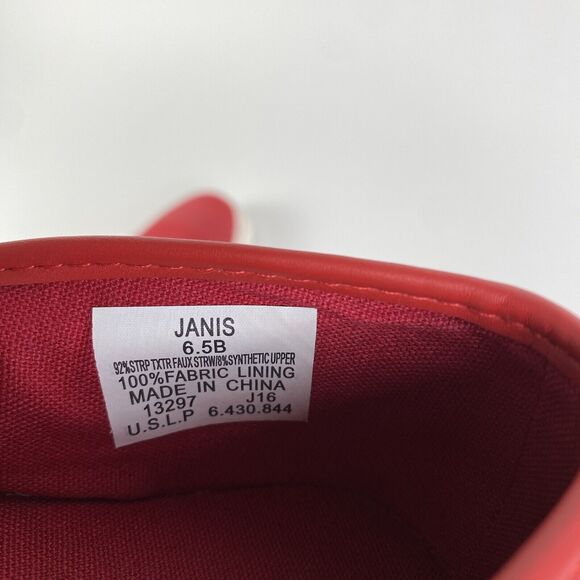 JANIS
6.5B
92%STRP TXTR FAUX STRW/8%SYNTHETIC UPPER
100%FABRIC LINING
MADE IN CHINA
13297 J16
U.S.L.P 6.430.844